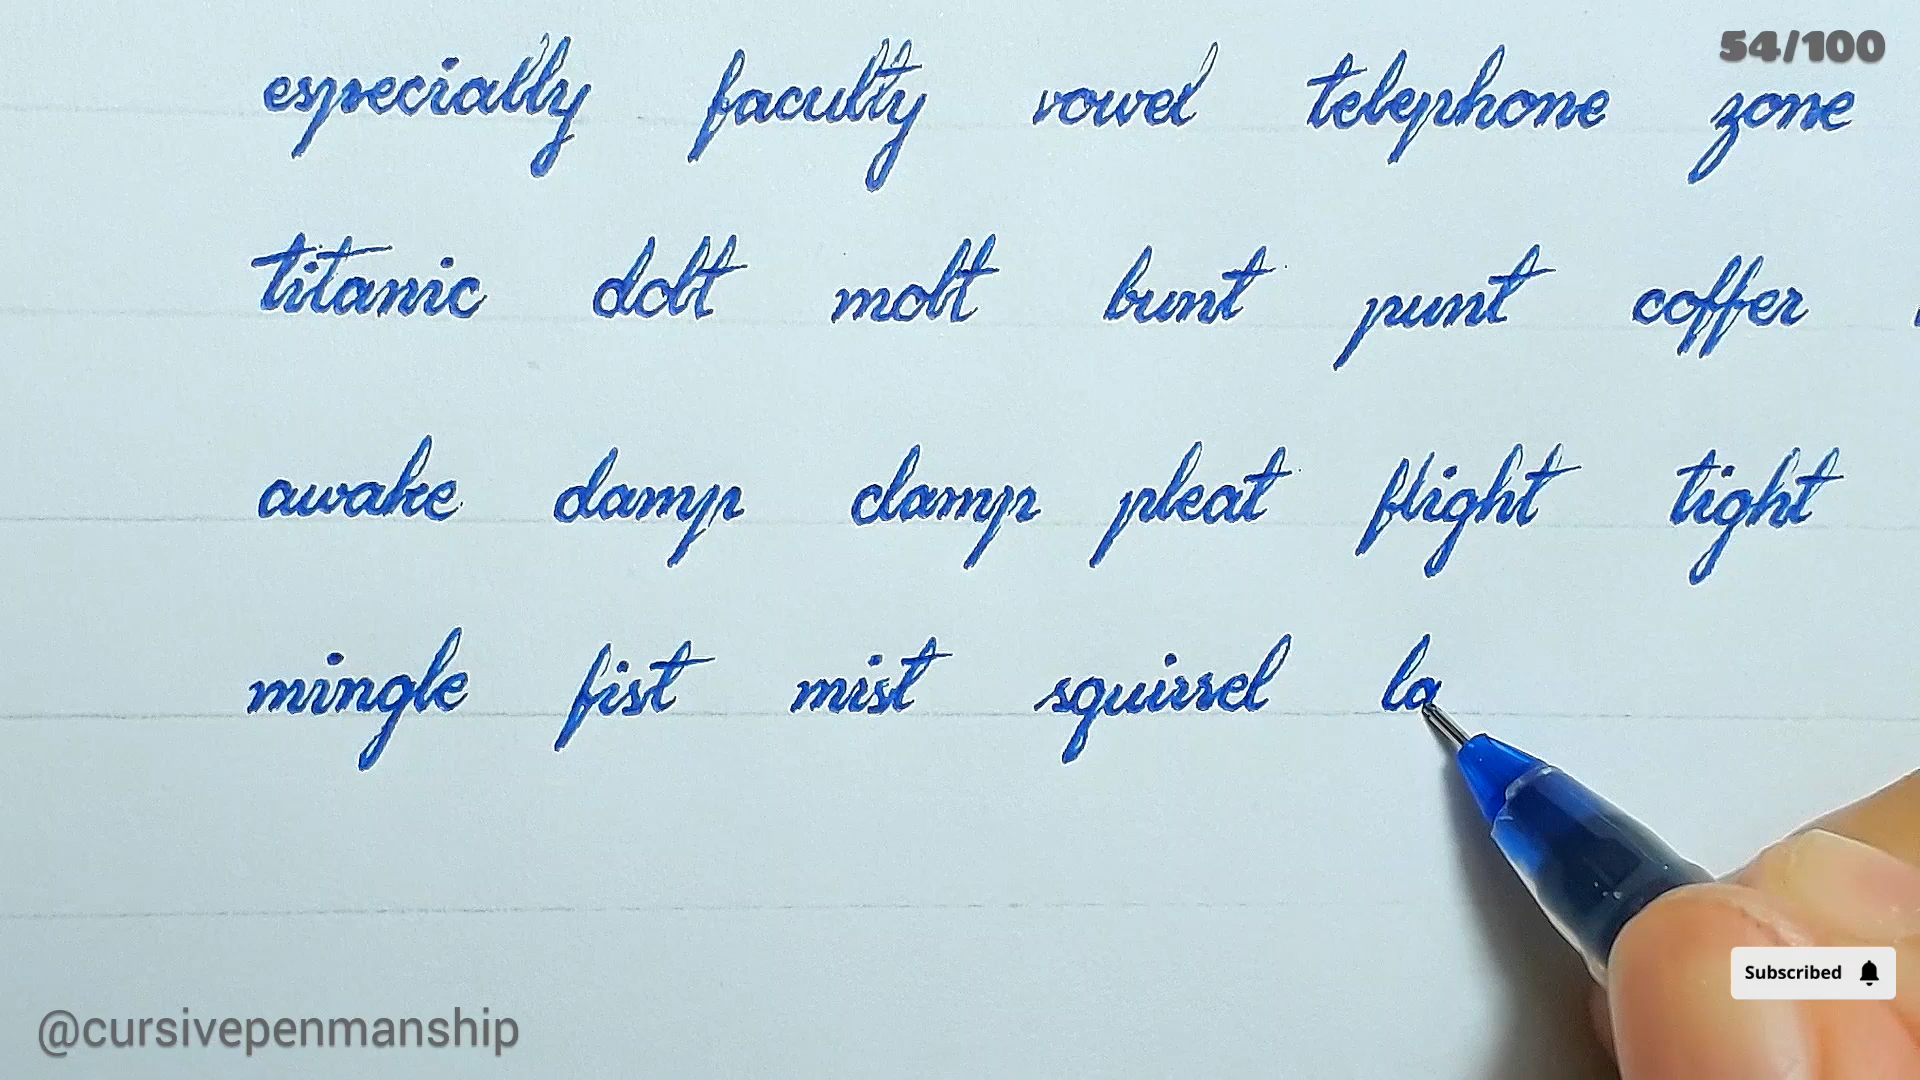 54/100
especially faculty vowel telephone zone
titanic dolt molt bunt punt coffer
awake damp clamp pleat flight tight
mingle fist mist squirrel la
Subscribed
@cursivepenmanship